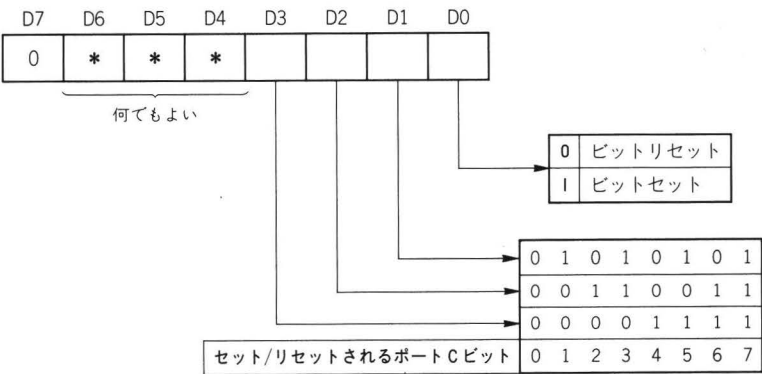 D7 D6 D5 D4 D3 D2 D1 D0
0 * * *
何でもよい
0 ビットリセット
1 ビットセット
0 1 0 1 0 1 0 1
0 0 1 1 0 0 1 1
0 0 0 0 1 1 1 1
セット/リセットされるポートCビット 0 1 2 3 4 5 6 7